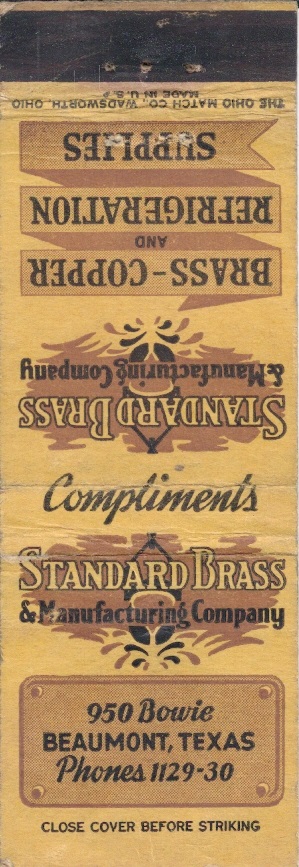 THE OHIO MATCH CO., WADSWORTH, OHIO
MADE IN U.S.A.
BRASS-COPPER
AND
REFRIGERATION
SUPPLIES
STANDARD BRASS
& Manufacturing Company
Compliments
STANDARD BRASS
& Manufacturing Company
950 Bowie
BEAUMONT, TEXAS
Phones 1129-30
CLOSE COVER BEFORE STRIKING